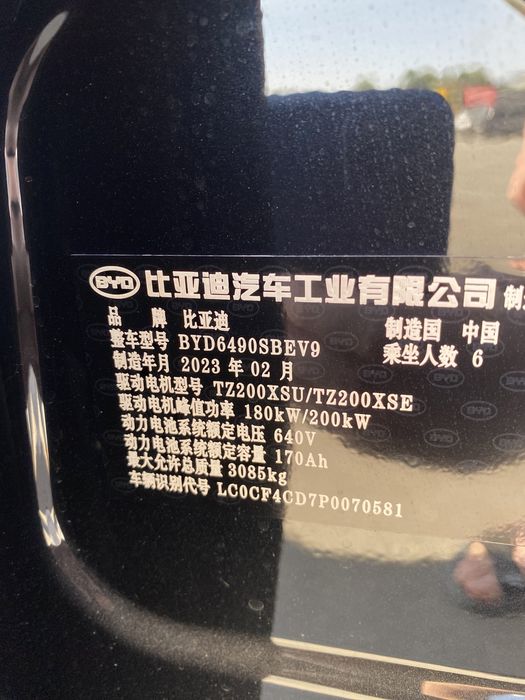 BYD 比亚迪汽车工业有限公司 制
品 牌 比亚迪 制造国 中国
整车型号 BYD6490SBEV9 乘坐人数 6
制造年月 2023 年 02 月
驱动电机型号 TZ200XSU/TZ200XSE
驱动电机峰值功率 180kW/200kW
动力电池系统额定电压 640V
动力电池系统额定容量 170Ah
最大允许总质量 3085kg
车辆识别代号 LC0CF4CD7P0070581